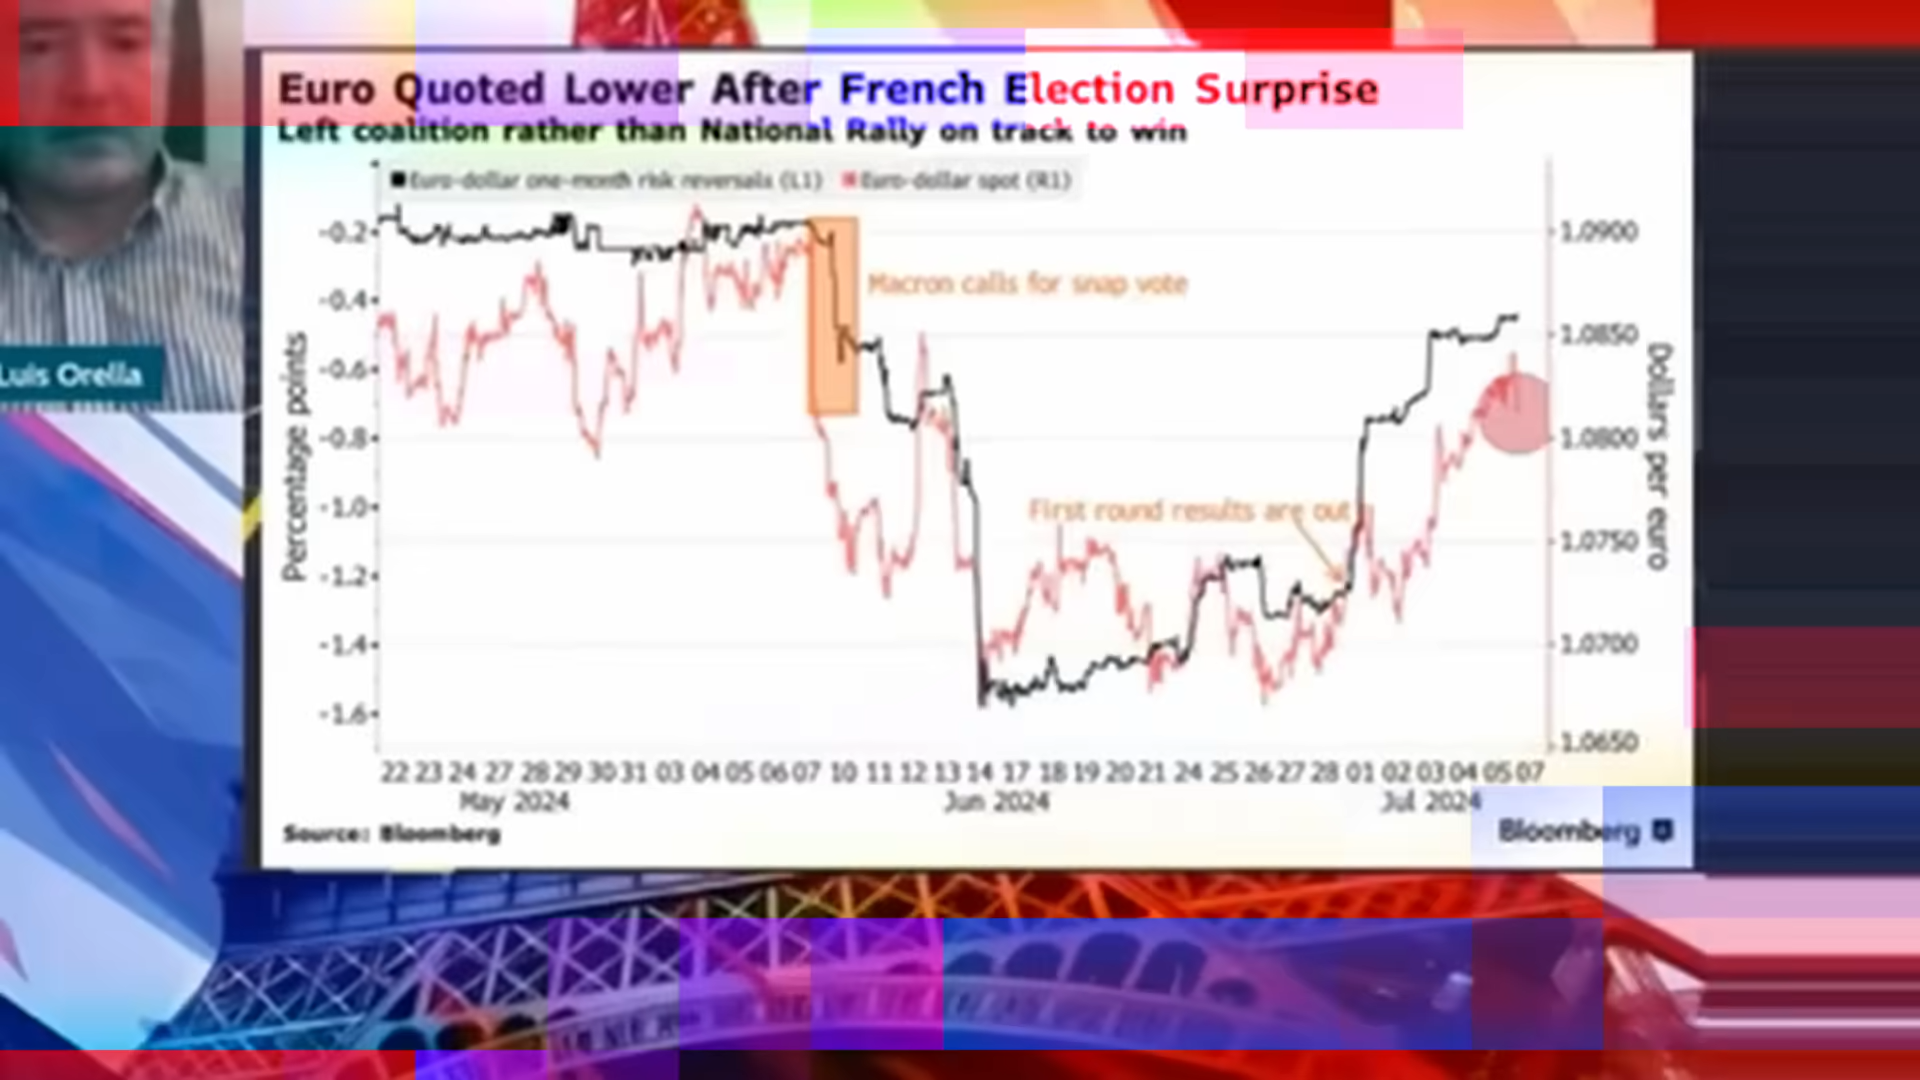 Euro Quoted Lower After French Election Surprise
Left coalition rather than National Rally on track to win
Euro-dollar one-month risk reversals (L1) Euro-dollar spot (R1)
-0.2 1.0900
Macron calls for snap vote
-0.4
1.0850
Luis Orella
-0.6
-0.8 1.0800
Percentage points
Dollars per euro
-1.0
First round results are out
1.0750
-1.2
-1.4 1.0700
-1.6
1.0650
22 23 24 27 28 29 30 31 03 04 05 06 07 10 11 12 13 14 17 18 19 20 21 24 25 26 27 28 01 02 03 04 05 07
May 2024 Jun 2024 Jul 2024
Source: Bloomberg
Bloomberg